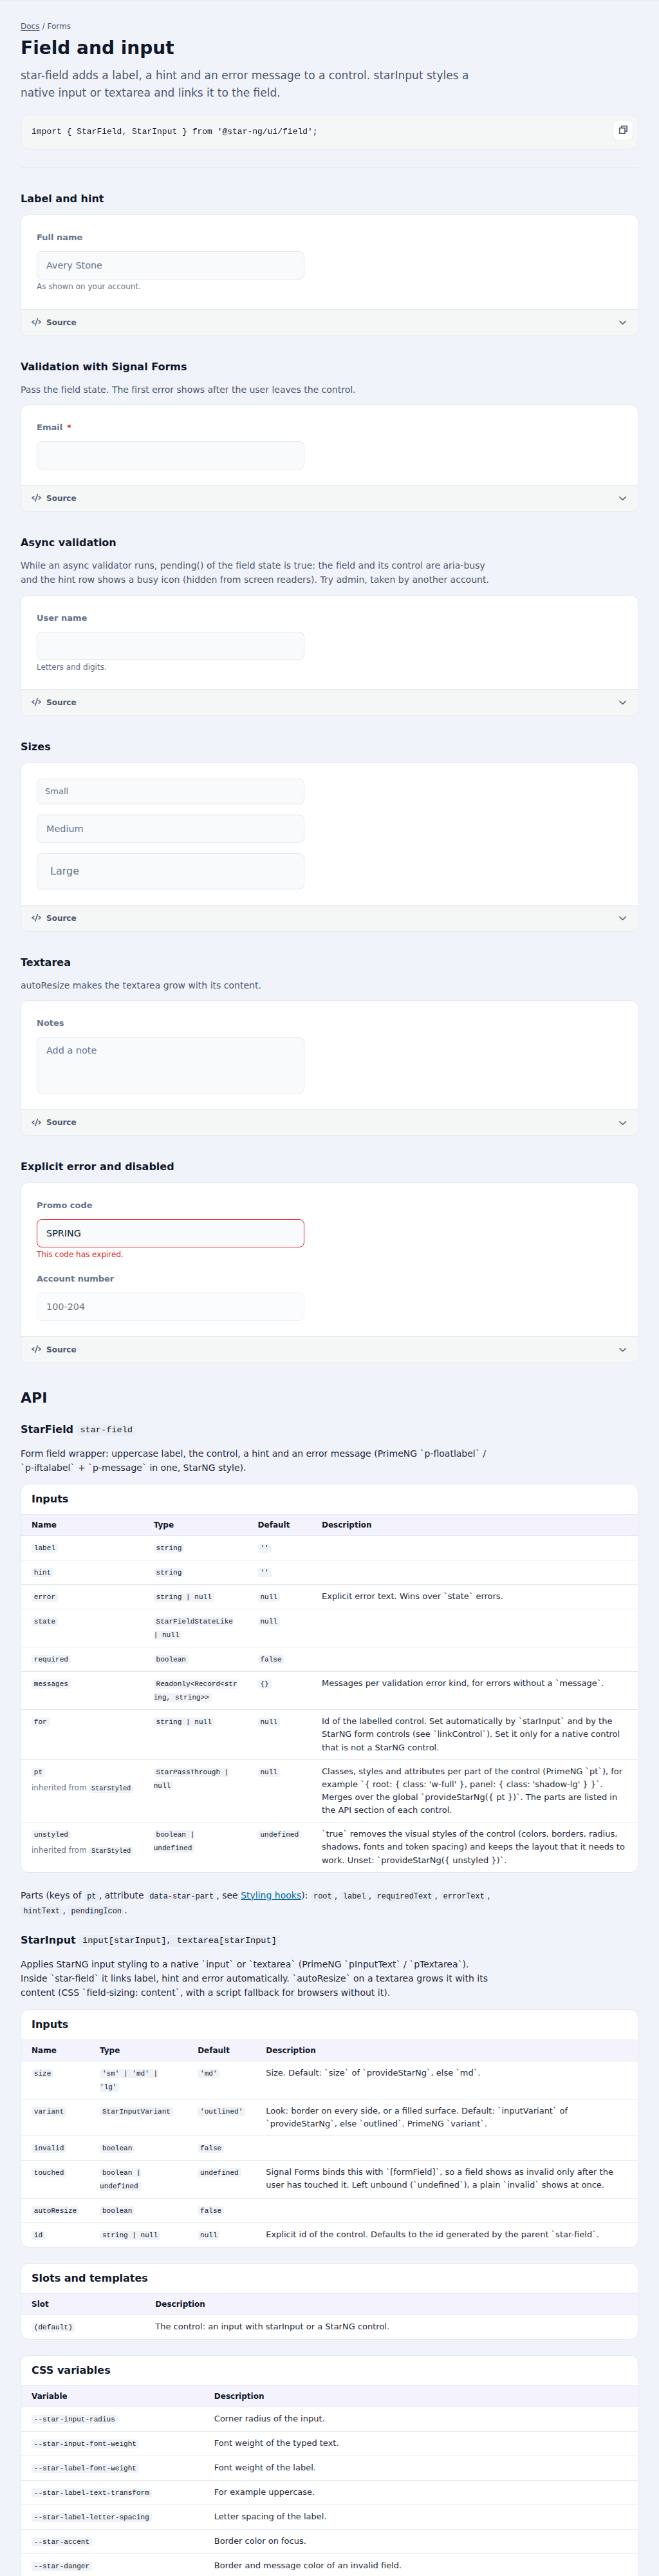 Docs / Forms
Field and input
star-field adds a label, a hint and an error message to a control. starInput styles a
native input or textarea and links it to the field.
import { StarField, StarInput } from '@star-ng/ui/field';
Label and hint
Full name
Avery Stone
As shown on your account.
Source
Validation with Signal Forms
Pass the field state. The first error shows after the user leaves the control.
Email *
Source
Async validation
While an async validator runs, pending() of the field state is true: the field and its control are aria-busy
and the hint row shows a busy icon (hidden from screen readers). Try admin, taken by another account.
User name
Letters and digits.
Source
Sizes
Small
Medium
Large
Source
Textarea
autoResize makes the textarea grow with its content.
Notes
Add a note
Source
Explicit error and disabled
Promo code
SPRING
This code has expired.
Account number
100-204
Source
API
StarField star-field
Form field wrapper: uppercase label, the control, a hint and an error message (PrimeNG `p-floatlabel` /
`p-iftalabel` + `p-message` in one, StarNG style).
Inputs
Name Type Default Description
label string ''
hint string ''
error string | null null Explicit error text. Wins over `state` errors.
state StarFieldStateLike null
| null
required boolean false
messages Readonly<Record<str {} Messages per validation error kind, for errors without a `message`.
ing, string>>
for string | null null Id of the labelled control. Set automatically by `starInput` and by the
StarNG form controls (see `linkControl`). Set it only for a native control
that is not a StarNG control.
pt StarPassThrough | null Classes, styles and attributes per part of the control (PrimeNG `pt`), for
inherited from StarStyled null example `{ root: { class: 'w-full' }, panel: { class: 'shadow-lg' } }`.
Merges over the global `provideStarNg({ pt })`. The parts are listed in
the API section of each control.
unstyled boolean | undefined `true` removes the visual styles of the control (colors, borders, radius,
inherited from StarStyled undefined shadows, fonts and token spacing) and keeps the layout that it needs to
work. Unset: `provideStarNg({ unstyled })`.
Parts (keys of pt, attribute data-star-part, see Styling hooks): root, label, requiredText, errorText,
hintText, pendingIcon.
StarInput input[starInput], textarea[starInput]
Applies StarNG input styling to a native `input` or `textarea` (PrimeNG `pInputText` / `pTextarea`).
Inside `star-field` it links label, hint and error automatically. `autoResize` on a textarea grows it with its
content (CSS `field-sizing: content`, with a script fallback for browsers without it).
Inputs
Name Type Default Description
size 'sm' | 'md' | 'md' Size. Default: `size` of `provideStarNg`, else `md`.
'lg'
variant StarInputVariant 'outlined' Look: border on every side, or a filled surface. Default: `inputVariant` of
`provideStarNg`, else `outlined`. PrimeNG `variant`.
invalid boolean false
touched boolean | undefined Signal Forms binds this with `[formField]`, so a field shows as invalid only after the
undefined user has touched it. Left unbound (`undefined`), a plain `invalid` shows at once.
autoResize boolean false
id string | null null Explicit id of the control. Defaults to the id generated by the parent `star-field`.
Slots and templates
Slot Description
(default) The control: an input with starInput or a StarNG control.
CSS variables
Variable Description
--star-input-radius Corner radius of the input.
--star-input-font-weight Font weight of the typed text.
--star-label-font-weight Font weight of the label.
--star-label-text-transform For example uppercase.
--star-label-letter-spacing Letter spacing of the label.
--star-accent Border color on focus.
--star-danger Border and message color of an invalid field.